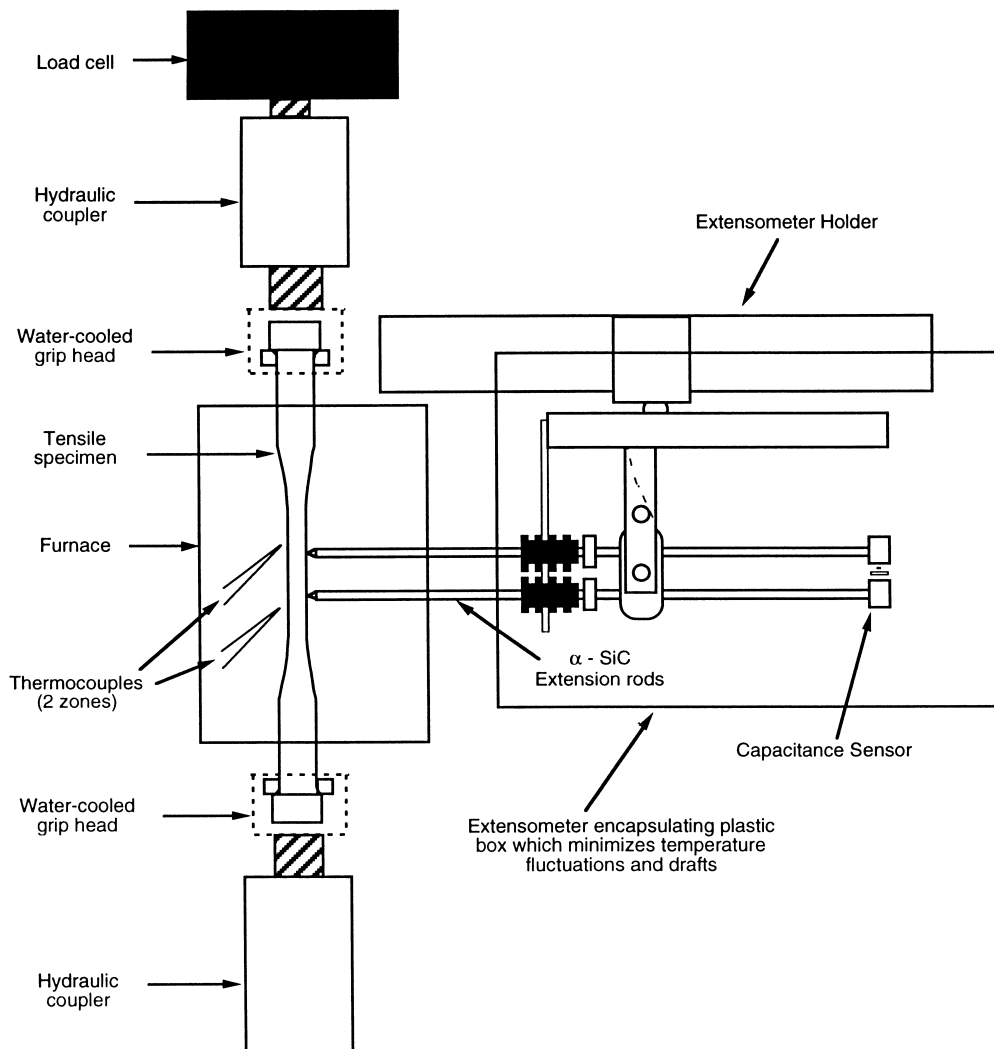 Load cell
Hydraulic
coupler
Extensometer Holder
Water-cooled
grip head
Tensile
specimen
Furnace
Thermocouples
(2 zones)
α - SiC
Extension rods
Capacitance Sensor
Water-cooled
grip head
Extensometer encapsulating plastic
box which minimizes temperature
fluctuations and drafts
Hydraulic
coupler